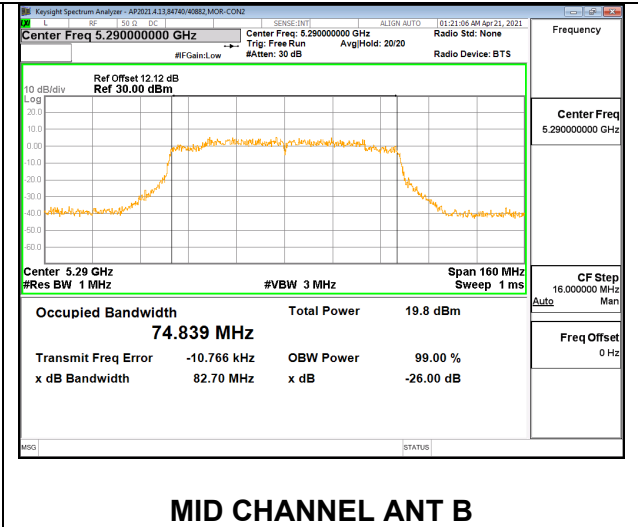 Keysight Spectrum Analyzer - AP2021.4.13,84740/40882,MOR-CON2
L RF 50 Ω DC SENSE:INT ALIGN AUTO 01:21:06 AM Apr 21, 2021
Center Freq 5.290000000 GHz
Center Freq: 5.290000000 GHz
Radio Std: None
Trig: Free Run Avg|Hold: 20/20
#IFGain:Low #Atten: 30 dB Radio Device: BTS
Frequency
Ref Offset 12.12 dB
10 dB/div Ref 30.00 dBm
Log
20.0
10.0
0.00
-10.0
-20.0
-30.0
-40.0
-50.0
-60.0
Center 5.29 GHz Span 160 MHz
#Res BW 1 MHz #VBW 3 MHz Sweep 1 ms
Occupied Bandwidth Total Power 19.8 dBm
74.839 MHz
Transmit Freq Error -10.766 kHz OBW Power 99.00 %
x dB Bandwidth 82.70 MHz x dB -26.00 dB
Center Freq
5.290000000 GHz
CF Step
16.000000 MHz
Auto Man
Freq Offset
0 Hz
MSG STATUS
MID CHANNEL ANT B